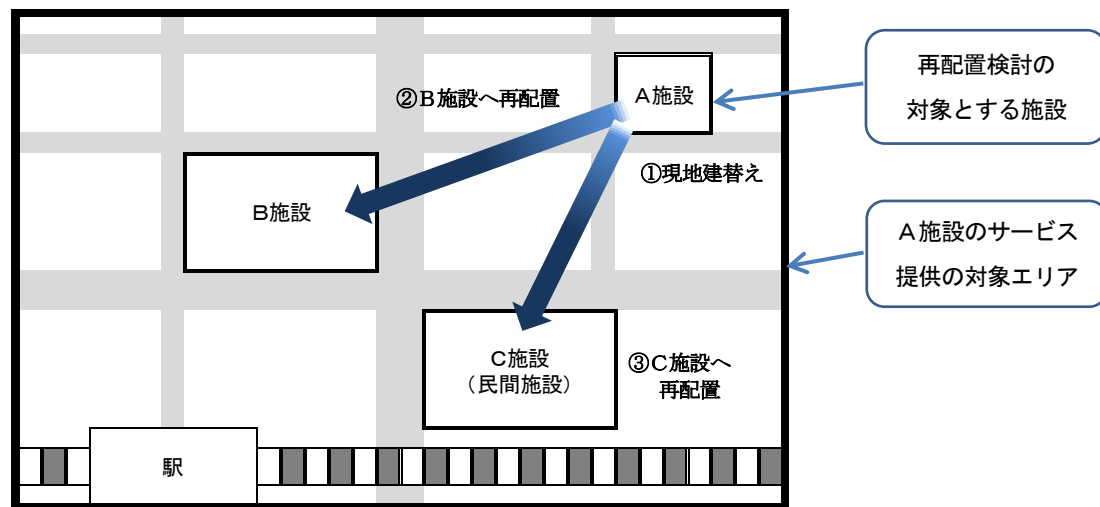 ②Ｂ施設へ再配置
Ａ施設
①現地建替え
Ｂ施設
Ｃ施設
（民間施設）
③Ｃ施設へ
再配置
駅
再配置検討の
対象とする施設
Ａ施設のサービス
提供の対象エリア